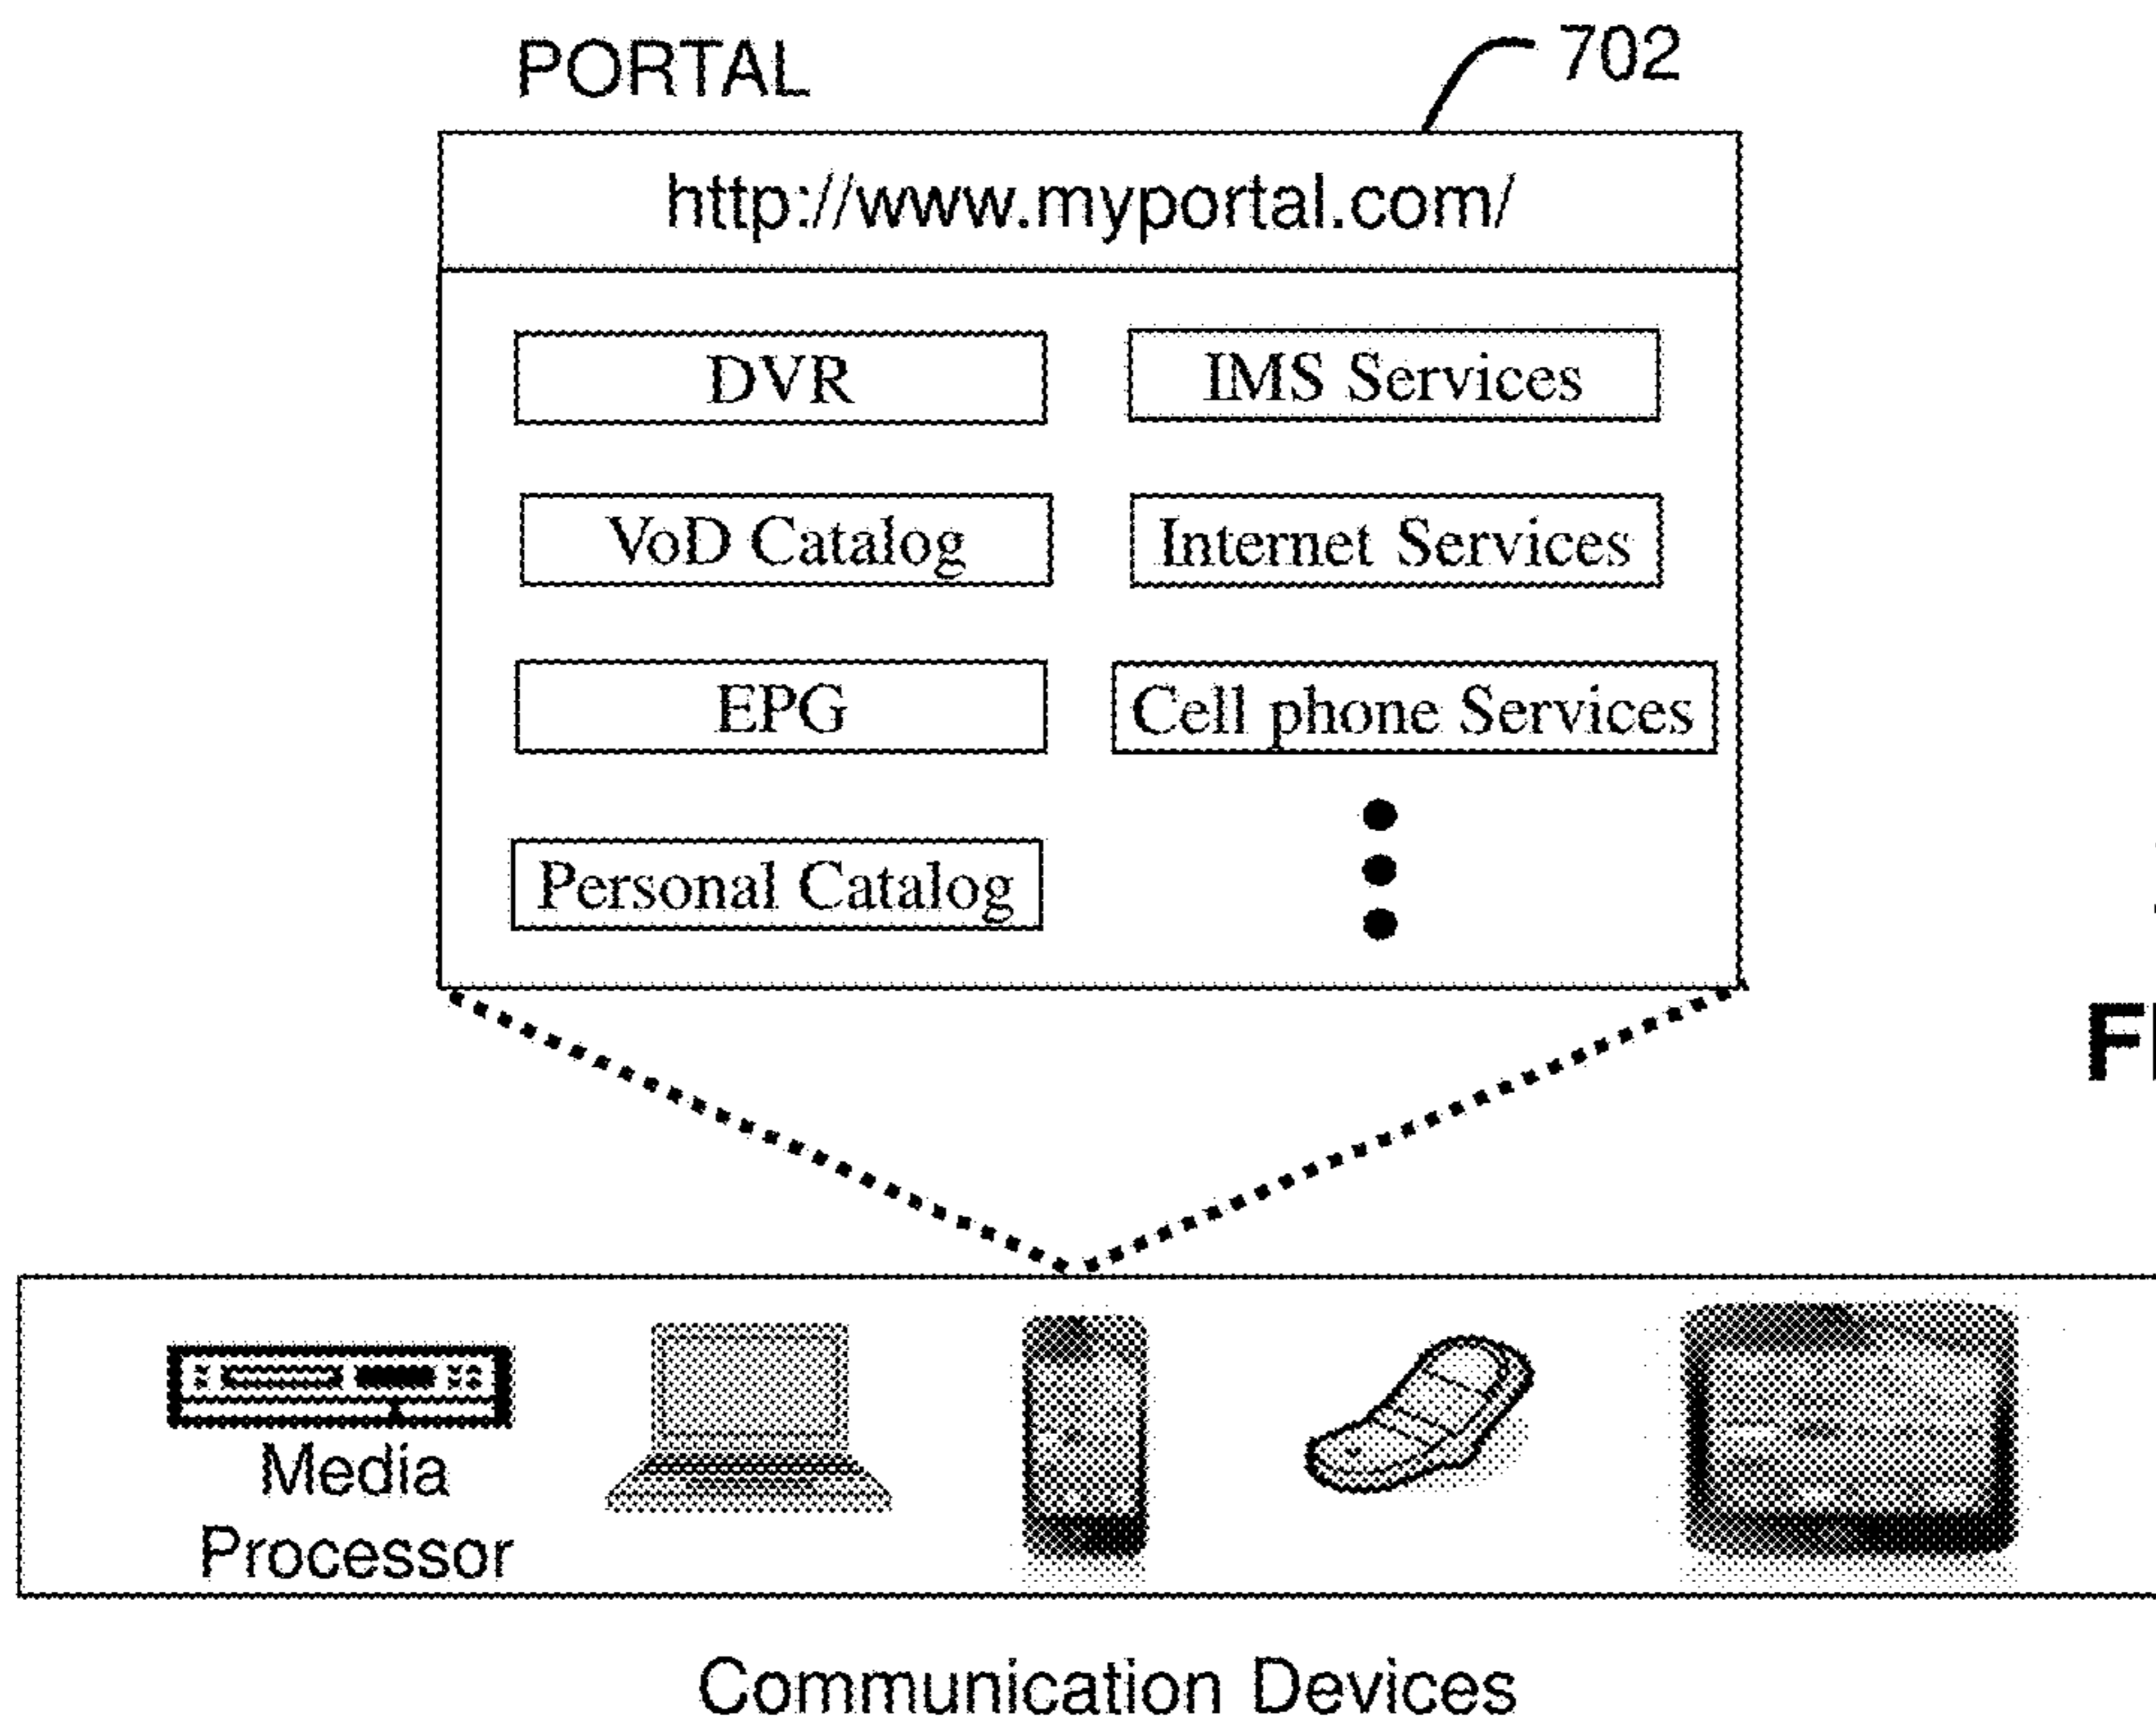 PORTAL
702
http://www.myportal.com/
DVR
IMS Services
VoD Catalog
Internet Services
EPG
Cell phone Services
Personal Catalog
Media
Processor
Communication Devices